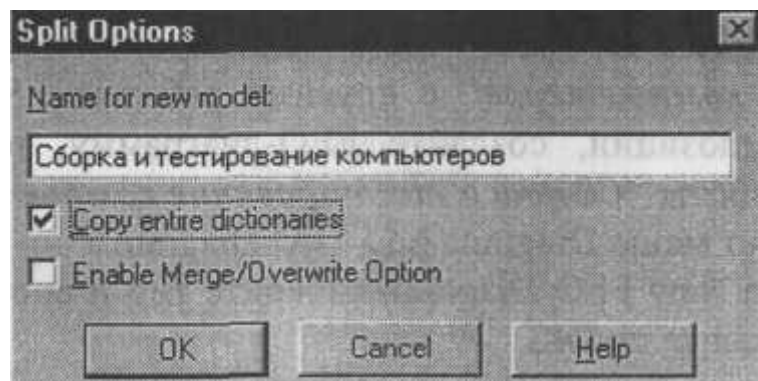 Split Options
Name for new model:
Сборка и тестирование компьютеров
Copy entire dictionaries
Enable Merge/Overwrite Option
OK
Cancel
Help